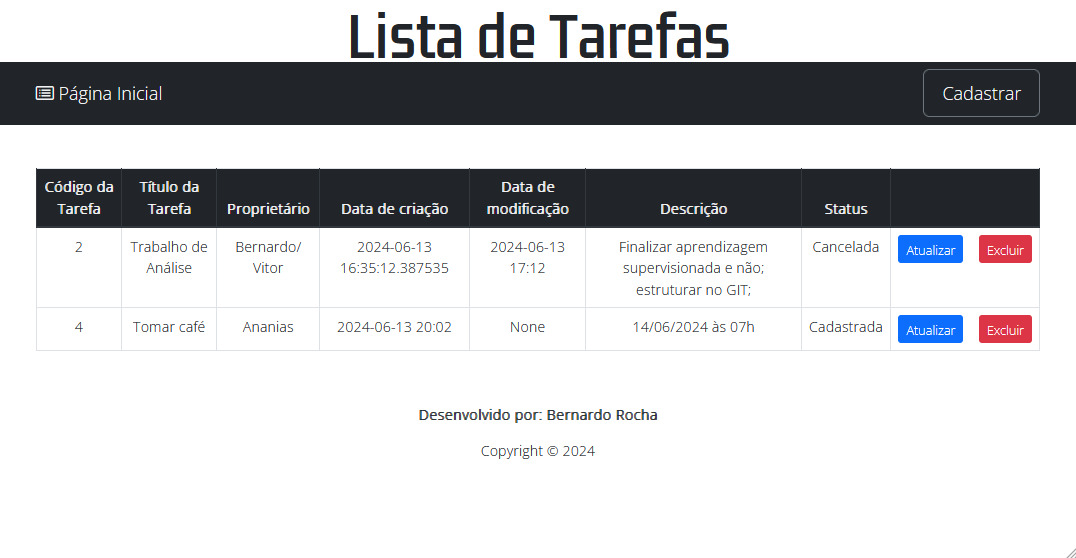 Lista de Tarefas
Página Inicial
Cadastrar
Código da Tarefa Título da Tarefa Proprietário Data de criação Data de modificação Descrição Status
2 Trabalho de Análise Bernardo/ Vitor 2024-06-13 16:35:12.387535 2024-06-13 17:12 Finalizar aprendizagem supervisionada e não; estruturar no GIT; Cancelada Atualizar Excluir
4 Tomar café Ananias 2024-06-13 20:02 None 14/06/2024 às 07h Cadastrada Atualizar Excluir
Desenvolvido por: Bernardo Rocha
Copyright © 2024